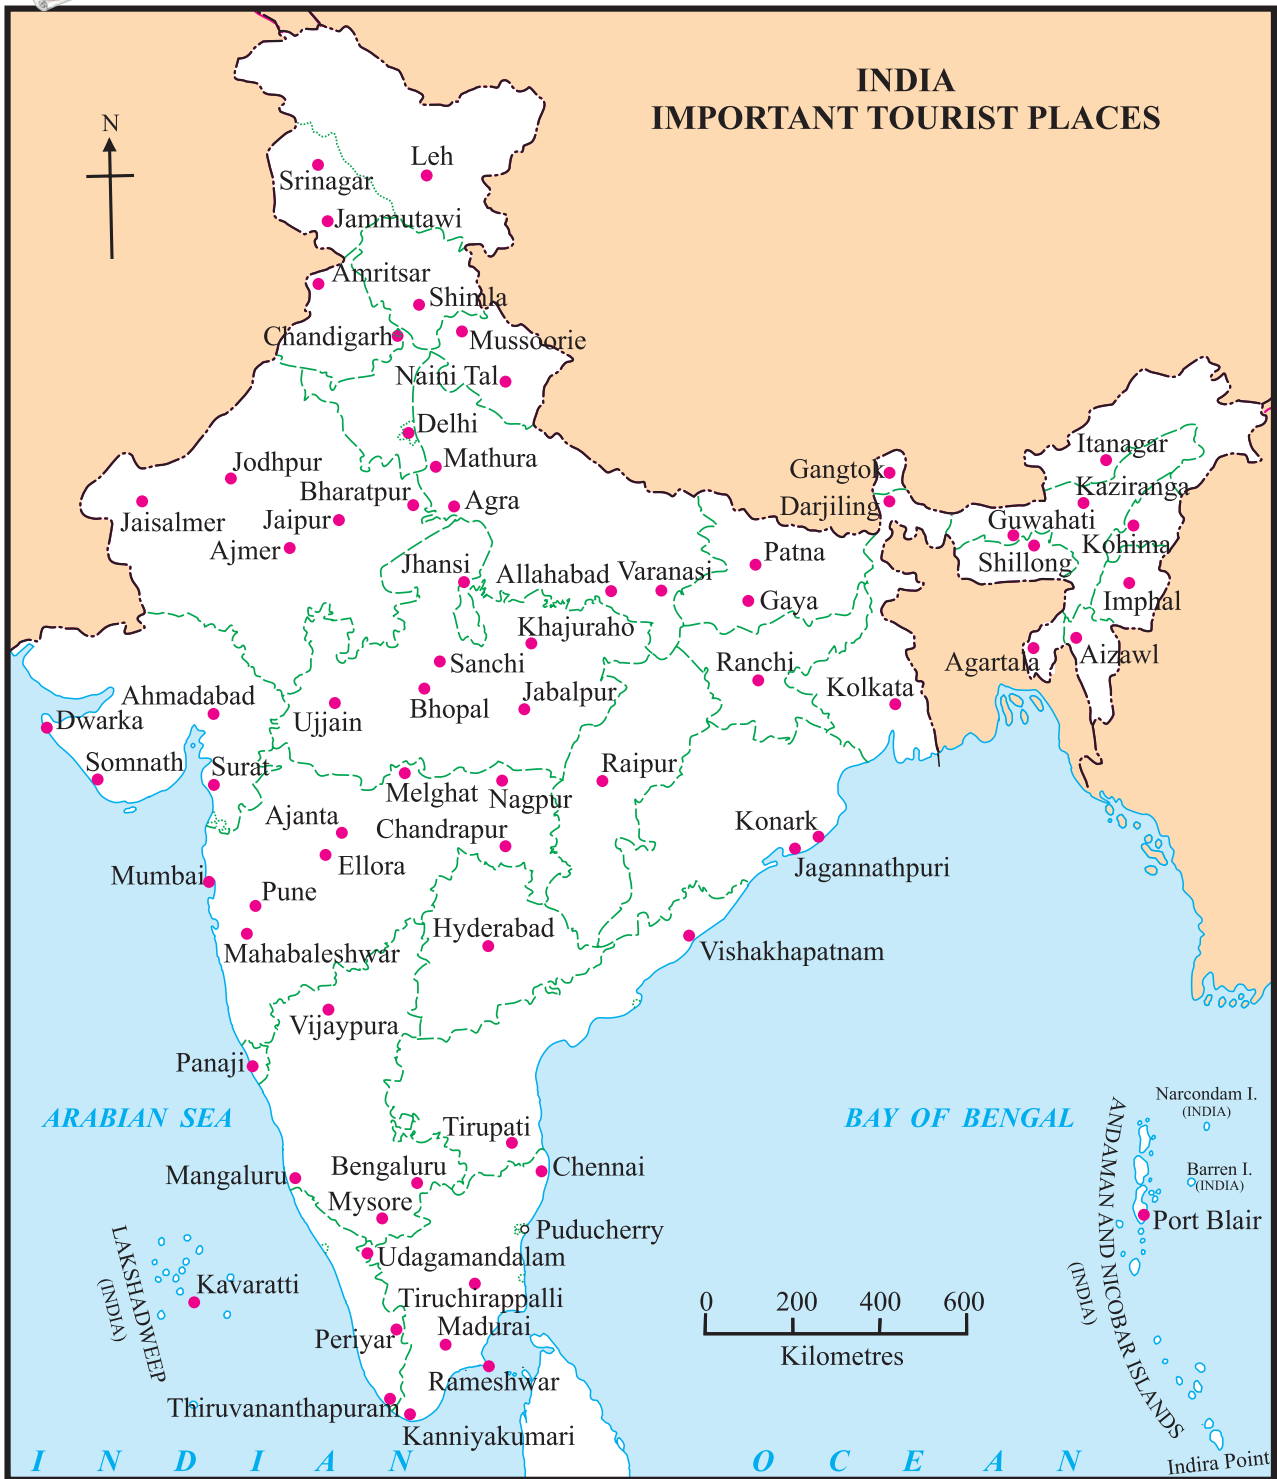 INDIA
IMPORTANT TOURIST PLACES
N
Leh
Srinagar
Jammutawi
Amritsar
Shimla
Chandigarh
Mussoorie
Naini Tal
Delhi
Mathura
Jodhpur
Bharatpur
Agra
Jaisalmer
Jaipur
Ajmer
Gangtok
Darjiling
Itanagar
Kaziranga
Guwahati
Kohima
Shillong
Imphal
Patna
Jhansi
Allahabad
Varanasi
Gaya
Khajuraho
Sanchi
Ranchi
Agartala
Aizawl
Kolkata
Ahmadabad
Dwarka
Ujjain
Bhopal
Jabalpur
Somnath
Surat
Melghat
Nagpur
Raipur
Ajanta
Chandrapur
Konark
Ellora
Jagannathpuri
Mumbai
Pune
Hyderabad
Mahabaleshwar
Vishakhapatnam
Vijaypura
Panaji
ARABIAN SEA
BAY OF BENGAL
Narcondam I.
(INDIA)
Tirupati
Mangaluru
Bengaluru
Chennai
Barren I.
(INDIA)
Mysore
Port Blair
Puducherry
Udagamandalam
LAKSHADWEEP
(INDIA)
Kavaratti
ANDAMAN AND NICOBAR ISLANDS
(INDIA)
Tiruchirappalli
0 200 400 600
Kilometres
Periyar
Madurai
Rameshwar
Thiruvananthapuram
Kanniyakumari
INDIAN OCEAN
Indira Point